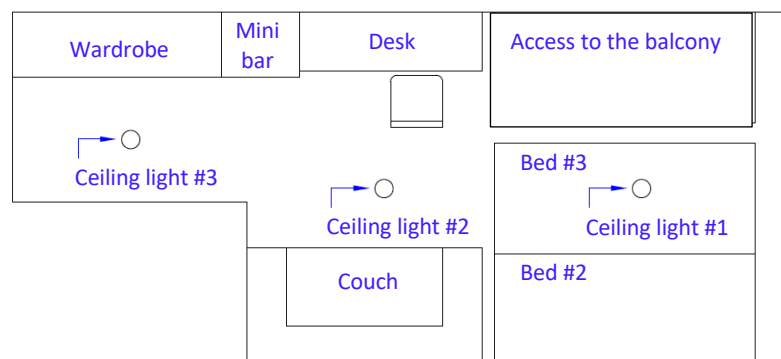 Wardrobe
Mini
bar
Desk
Access to the balcony
Ceiling light #3
Bed #3
Ceiling light #2
Ceiling light #1
Couch
Bed #2